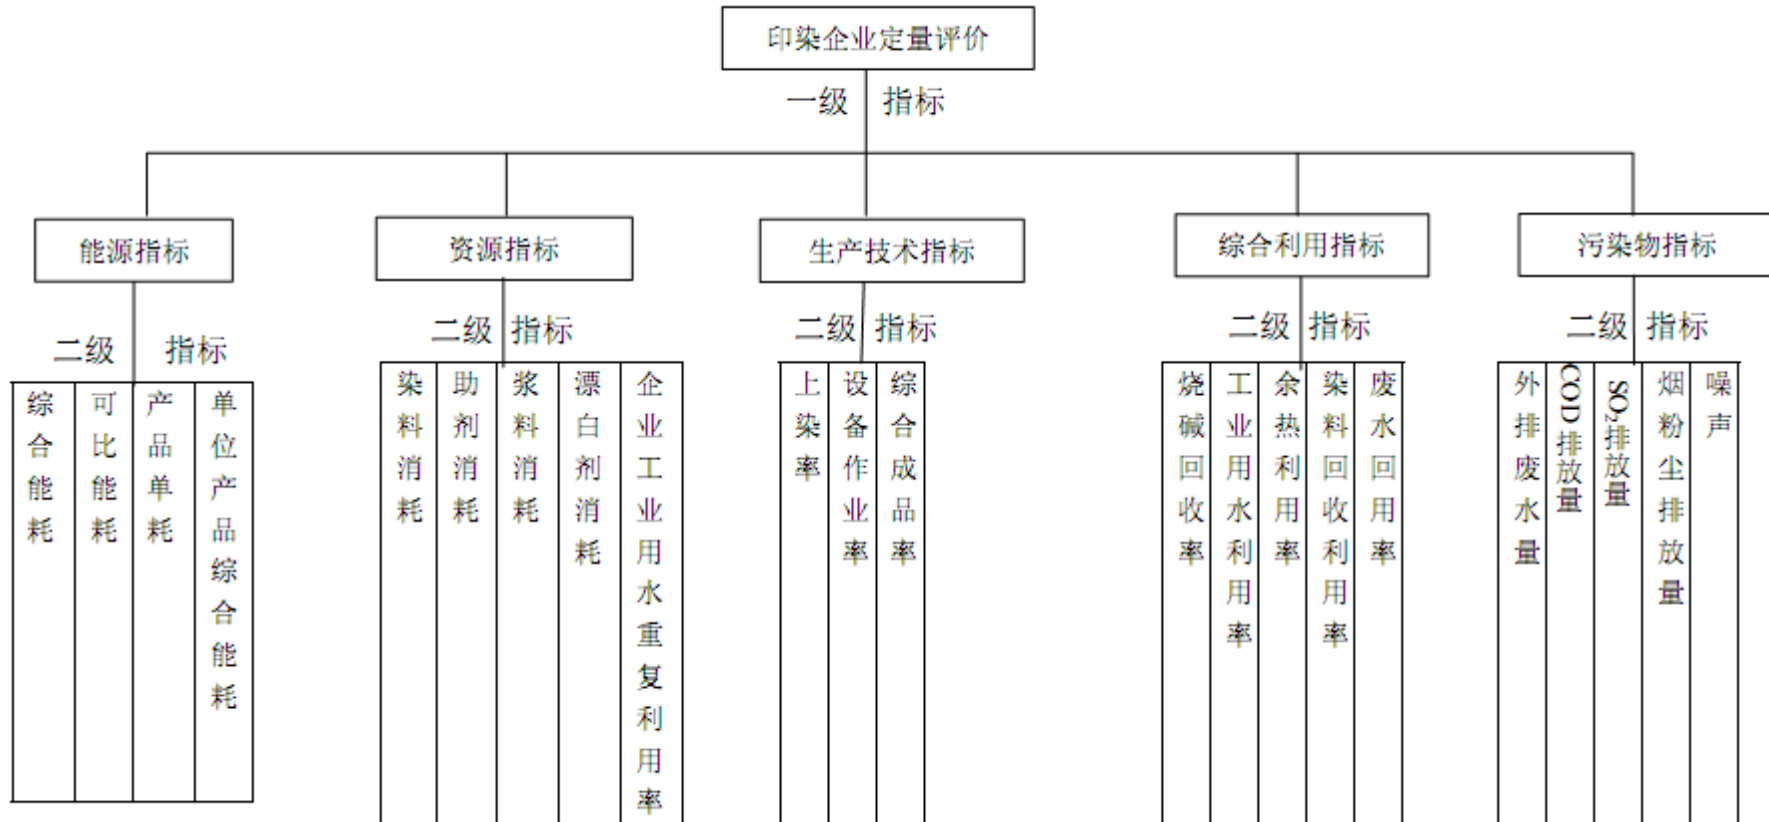 印染企业定量评价
一级 指标
能源指标
资源指标
生产技术指标
综合利用指标
污染物指标
二级 指标
二级 指标
二级 指标
二级 指标
二级 指标
综合能耗
可比能耗
产品单耗
单位产品综合能耗
染料消耗
助剂消耗
浆料消耗
漂白剂消耗
企业工业用水重复利用率
上染率
设备作业率
综合成品率
烧碱回收率
工业用水利用率
余热利用率
染料回收利用率
废水回用率
外排废水量
COD排放量
SO₂排放量
烟粉尘排放量
噪声